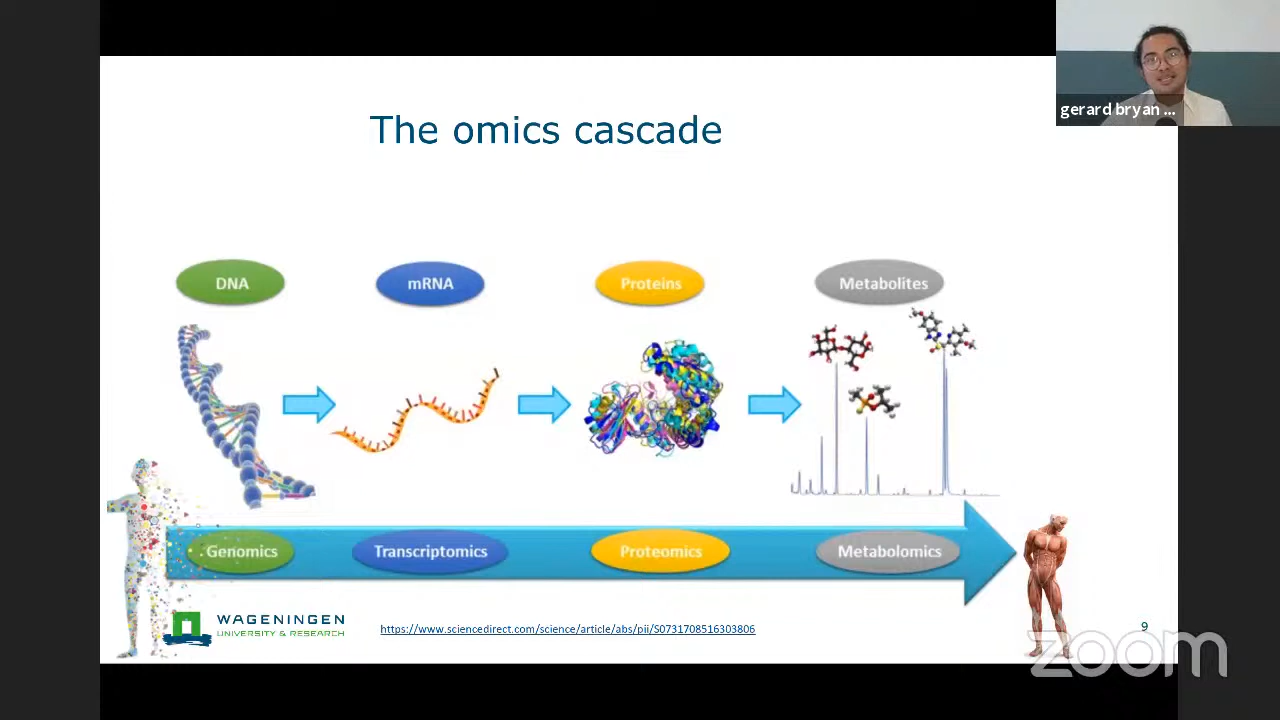 gerard bryan ...
The omics cascade
DNA
mRNA
Proteins
Metabolites
Genomics
Transcriptomics
Proteomics
Metabolomics
WAGENINGEN
UNIVERSITY & RESEARCH
https://www.sciencedirect.com/science/article/abs/pii/S0731708516303806
9
zoom